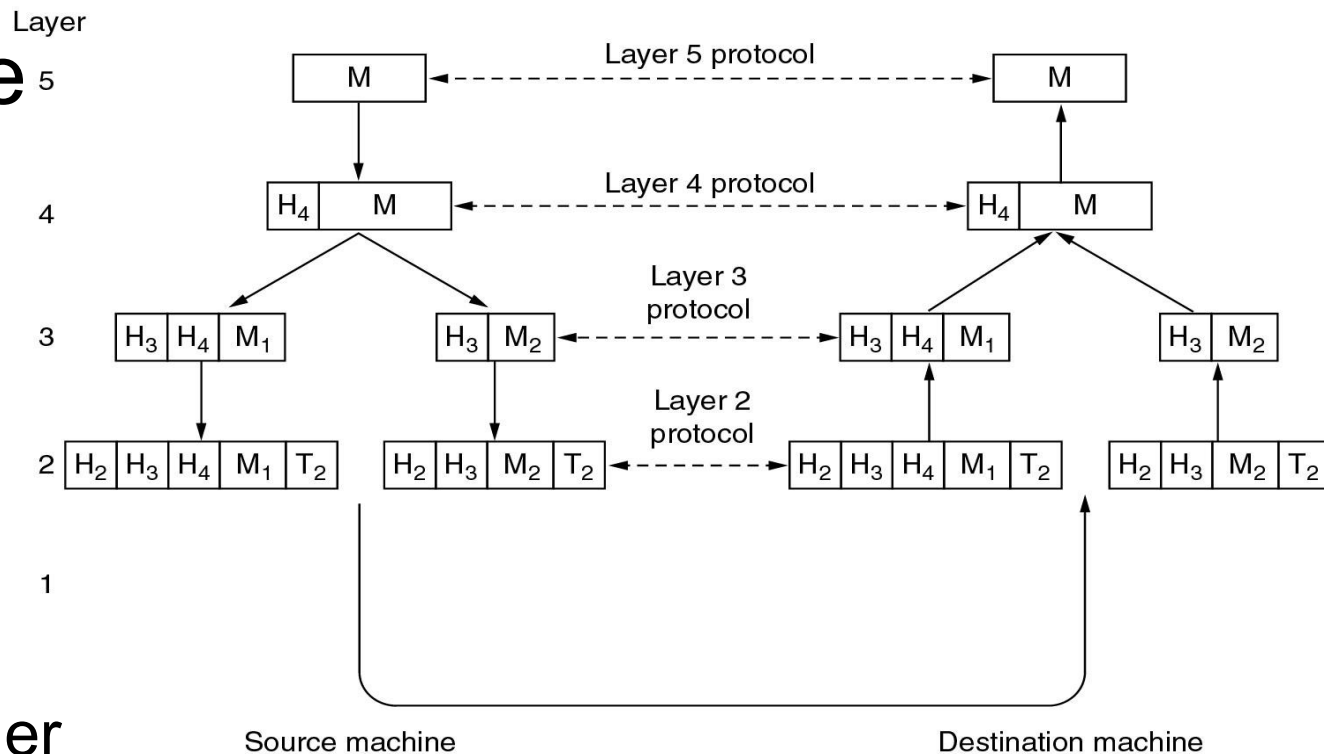 Layer
e
5
M
Layer 5 protocol
M
4
H₄ M
Layer 4 protocol
H₄ M
3
H₃ H₄ M₁
H₃ M₂
Layer 3
protocol
H₃ H₄ M₁
H₃ M₂
2
H₂ H₃ H₄ M₁ T₂
H₂ H₃ M₂ T₂
Layer 2
protocol
H₂ H₃ H₄ M₁ T₂
H₂ H₃ M₂ T₂
1
er
Source machine
Destination machine